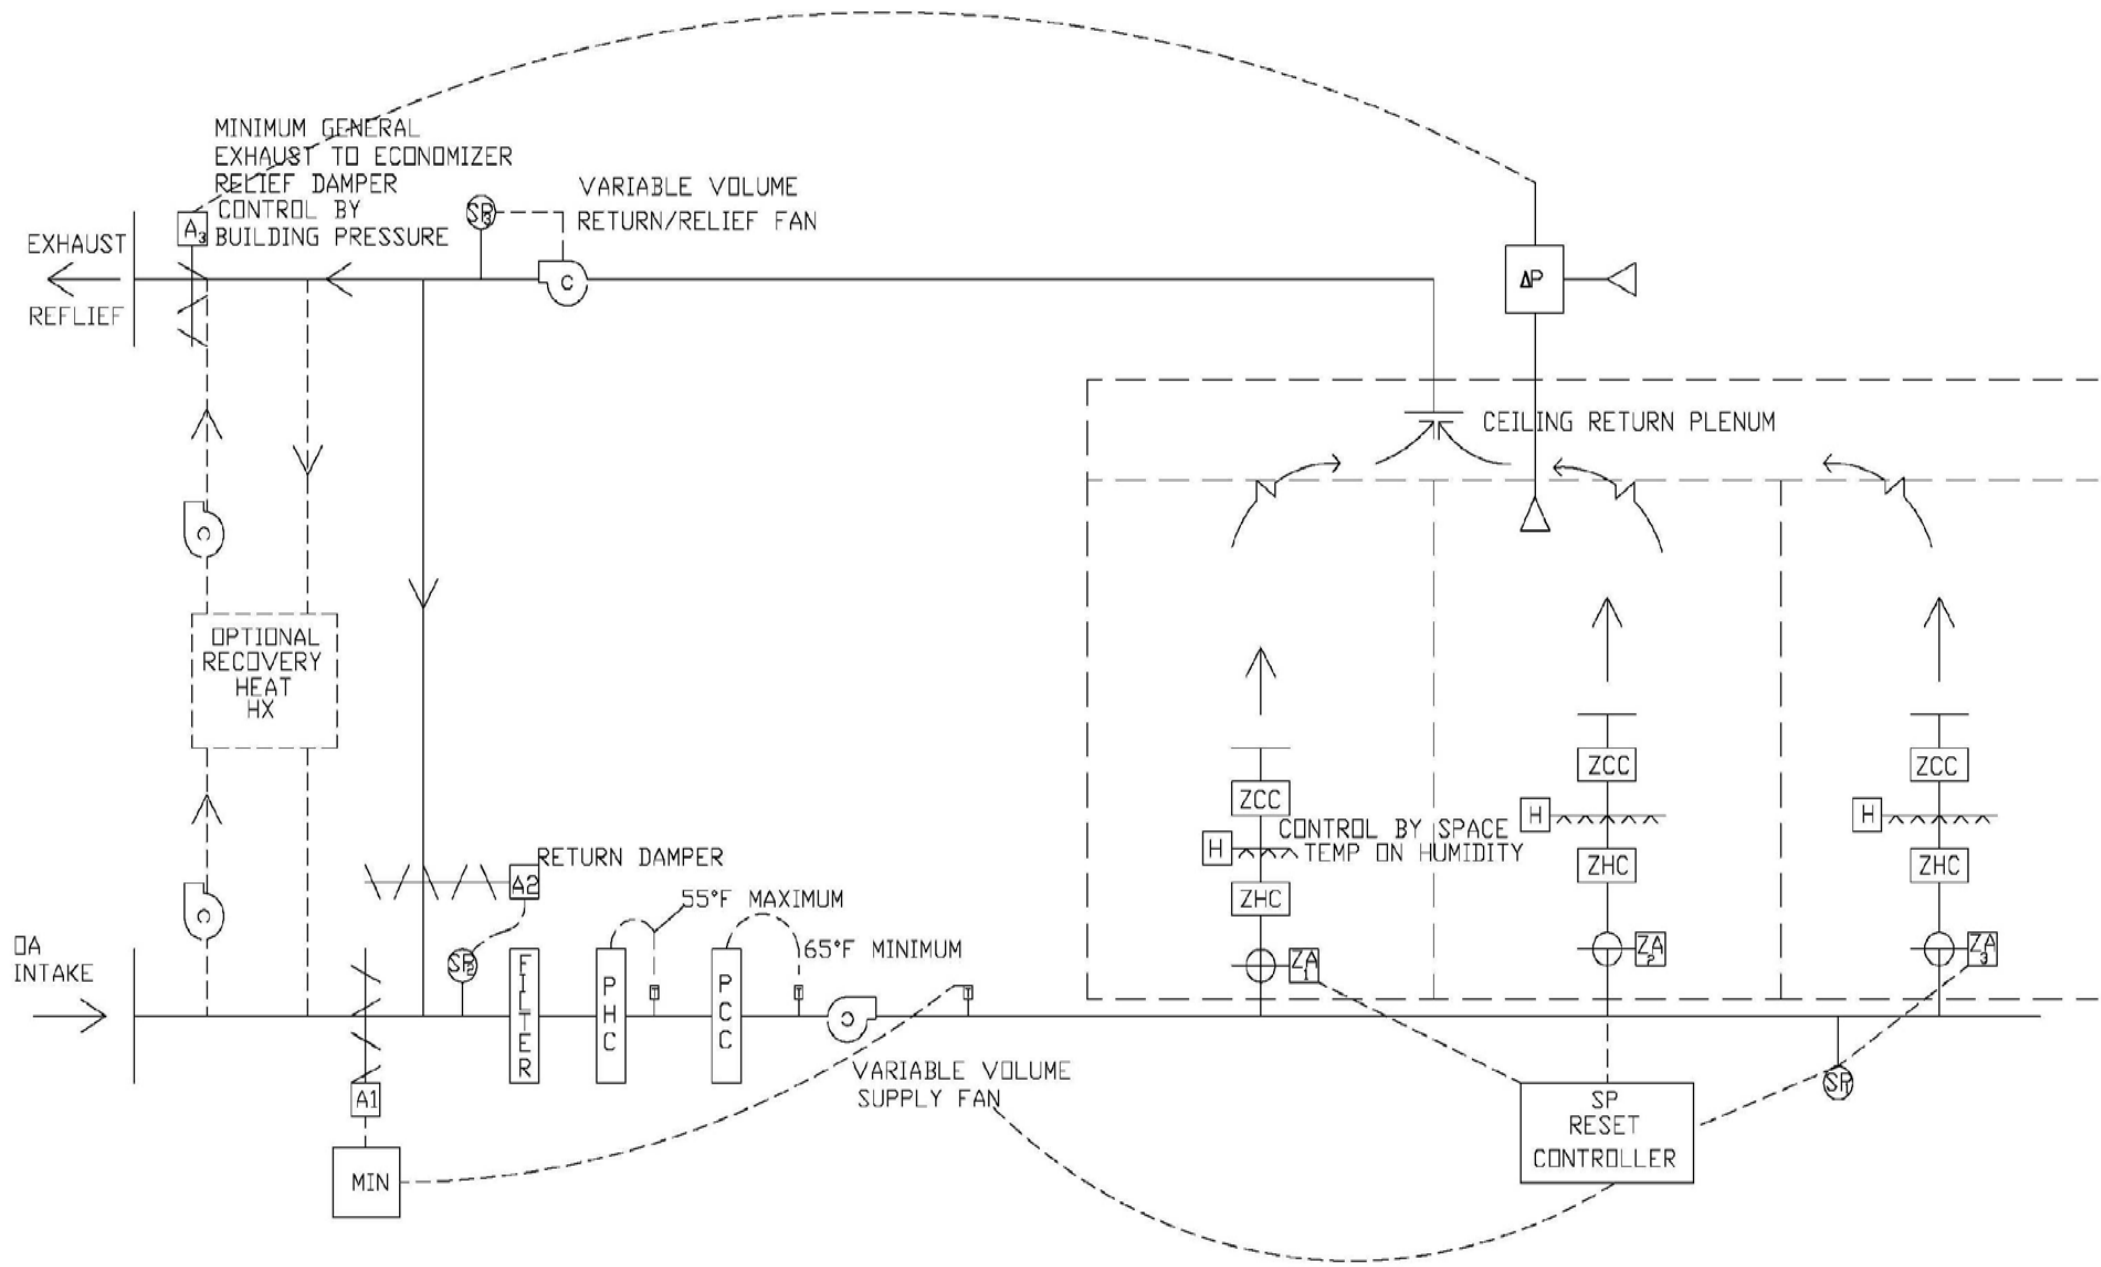 MINIMUM GENERAL
EXHAUST TO ECONOMIZER
RELIEF DAMPER
CONTROL BY
BUILDING PRESSURE
A3
EXHAUST
REFLIEF
SP3
VARIABLE VOLUME
RETURN/RELIEF FAN
C
ΔP
CEILING RETURN PLENUM
OPTIONAL
RECOVERY
HEAT
HX
RETURN DAMPER
A2
55°F MAXIMUM
65°F MINIMUM
OA
INTAKE
SP2
FILTER
PHC
T
PCC
T
T
A1
MIN
VARIABLE VOLUME
SUPPLY FAN
ZCC
H
CONTROL BY SPACE
TEMP ON HUMIDITY
ZHC
ZA1
ZCC
H
ZHC
ZA2
ZCC
H
ZHC
ZA3
SP1
SP
RESET
CONTROLLER